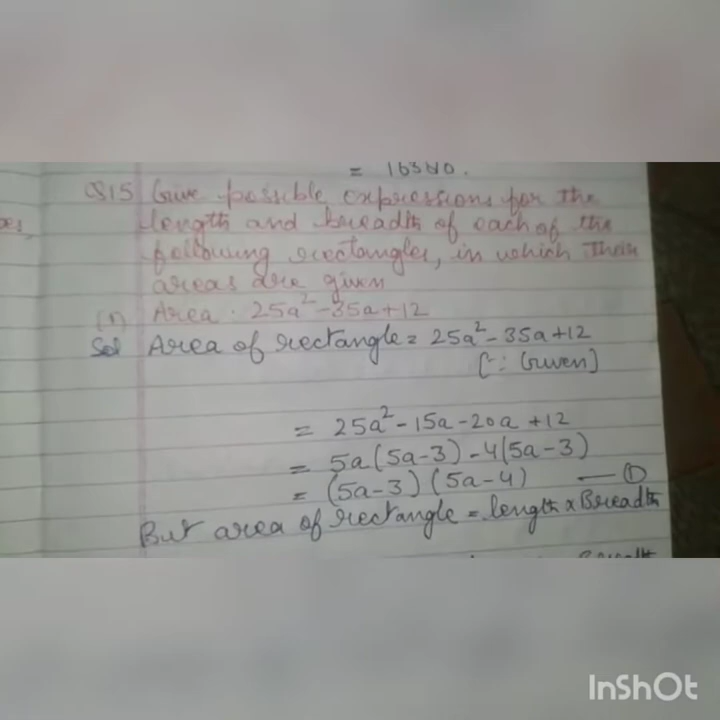 = 16380.
Q15 Give possible expressions for the
length and breadth of each of the
following rectangles, in which their
areas are given
(i) Area : 25a² - 35a + 12
Sol Area of rectangle = 25a² - 35a + 12
[∵ Given]
= 25a² - 15a - 20a + 12
= 5a(5a-3) - 4(5a-3)
= (5a-3) (5a-4) — ①
But area of rectangle = length x Breadth
InShOt